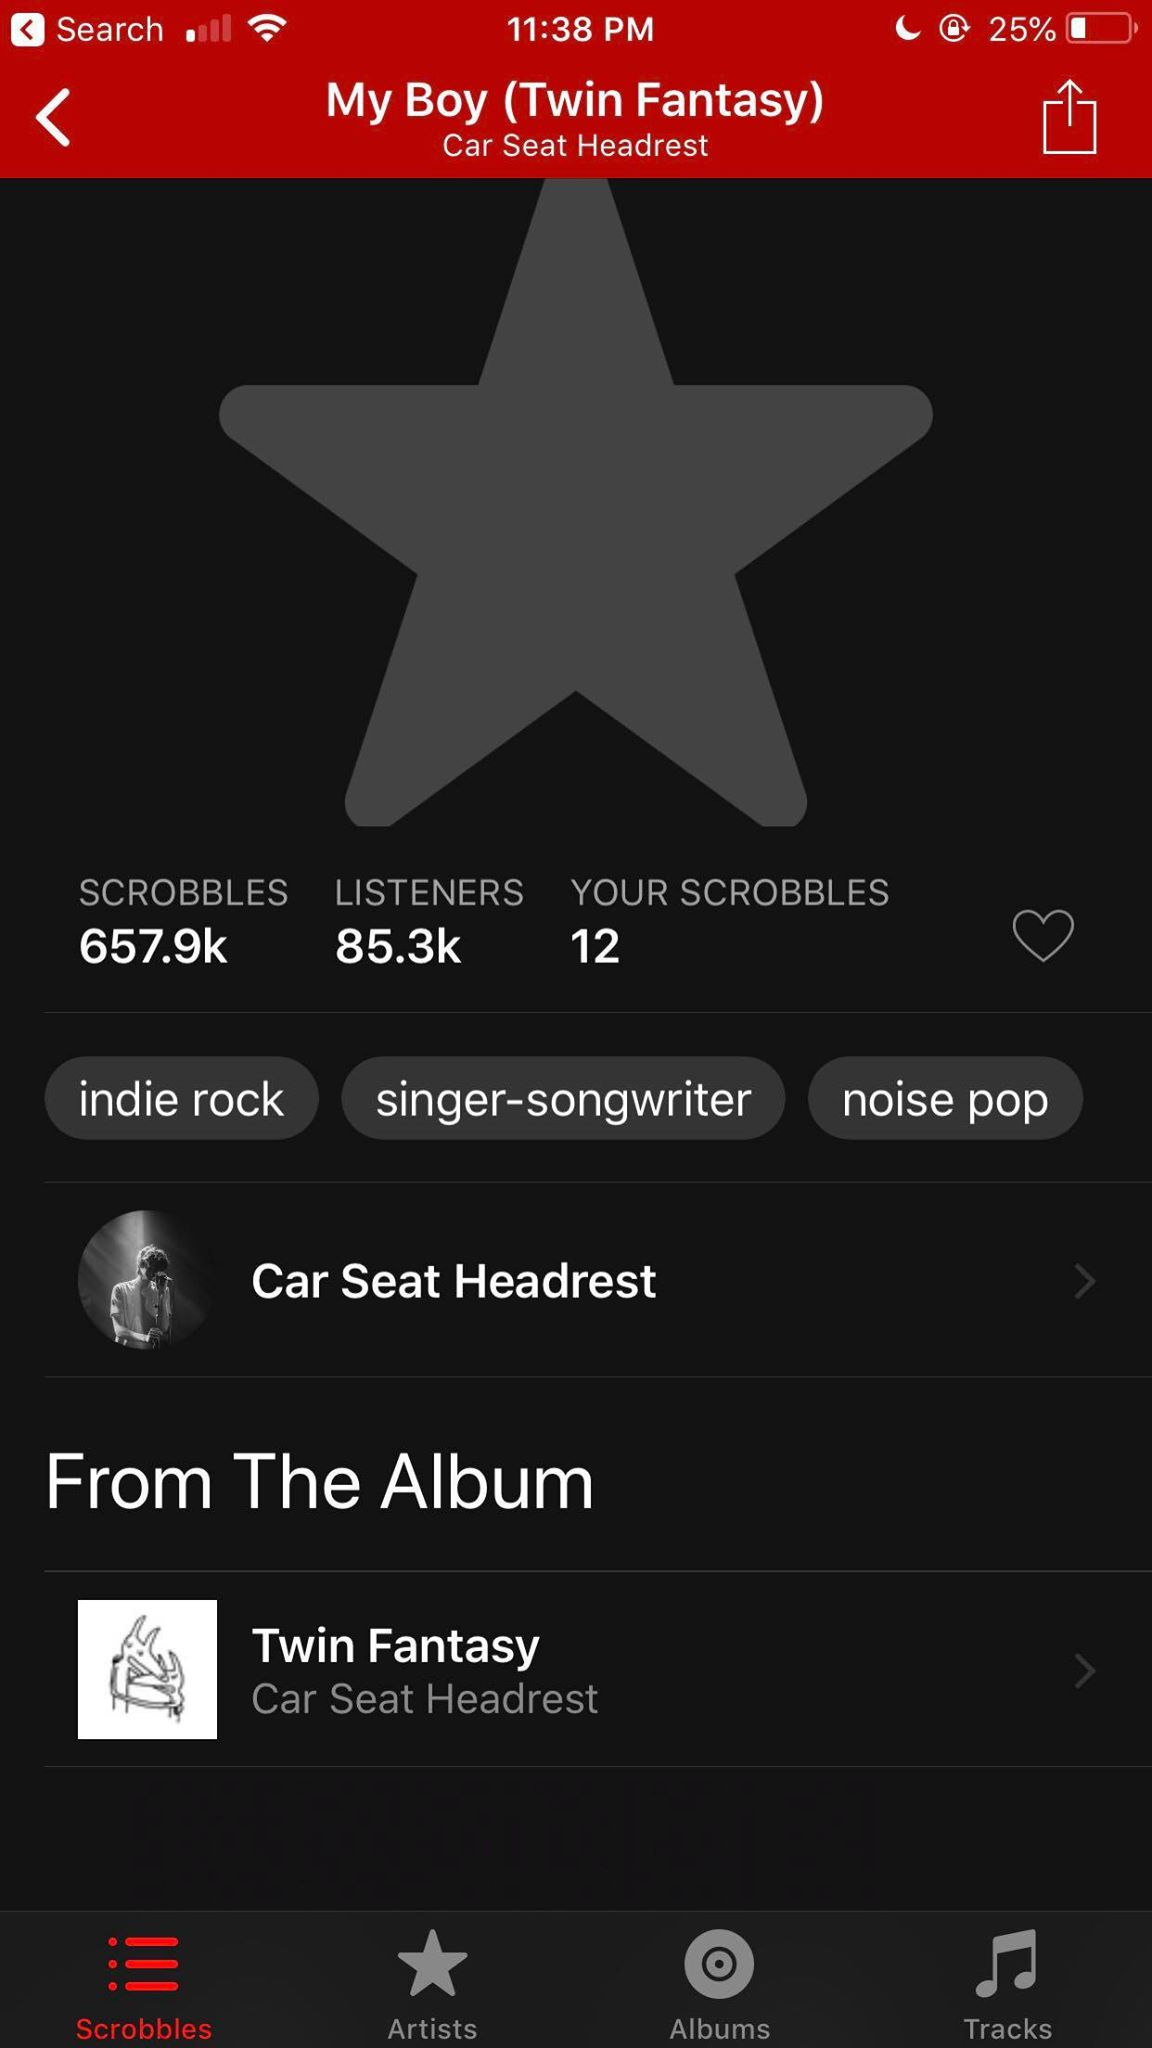 Search 11:38 PM 25%
My Boy (Twin Fantasy)
Car Seat Headrest
SCROBBLES LISTENERS YOUR SCROBBLES
657.9k 85.3k 12
indie rock singer-songwriter noise pop
Car Seat Headrest
From The Album
Twin Fantasy
Car Seat Headrest
Scrobbles Artists Albums Tracks